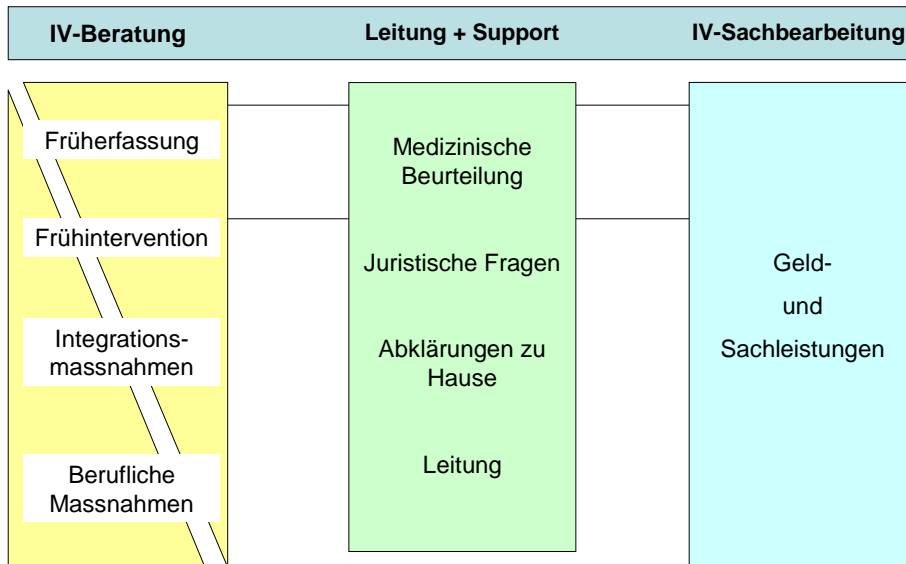 IV-Beratung
Leitung + Support
IV-Sachbearbeitung
Früherfassung
Frühintervention
Integrations-
massnahmen
Berufliche
Massnahmen
Medizinische
Beurteilung
Juristische Fragen
Abklärungen zu
Hause
Leitung
Geld-
und
Sachleistungen